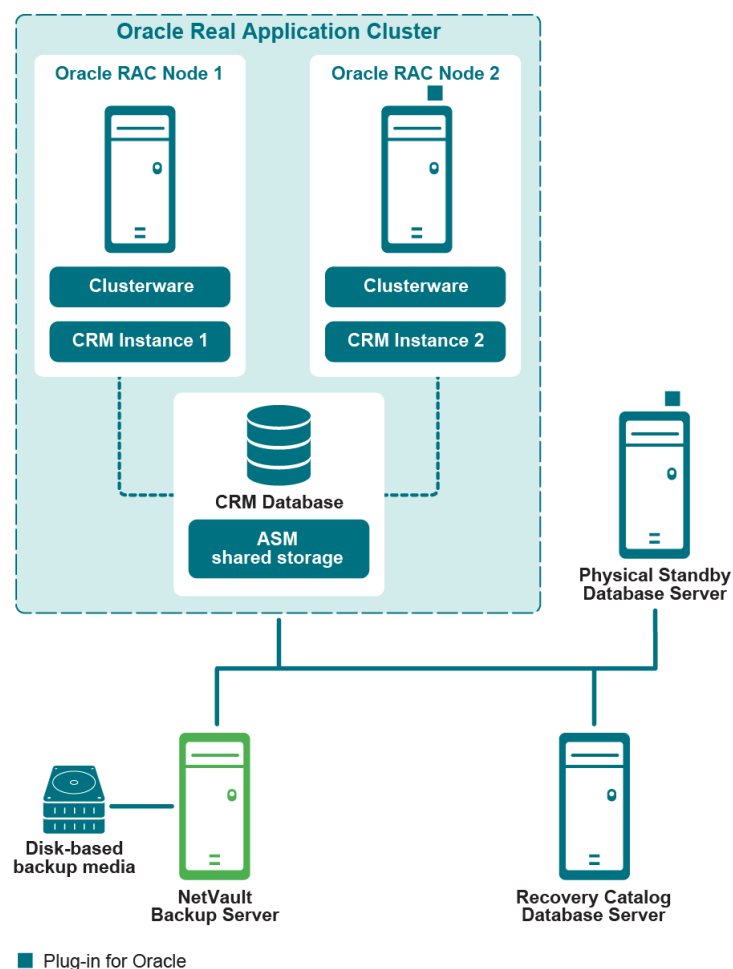 Oracle Real Application Cluster
Oracle RAC Node 1
Oracle RAC Node 2
Clusterware
Clusterware
CRM Instance 1
CRM Instance 2
CRM Database
ASM
shared storage
Physical Standby
Database Server
Disk-based
backup media
NetVault
Backup Server
Recovery Catalog
Database Server
Plug-in for Oracle